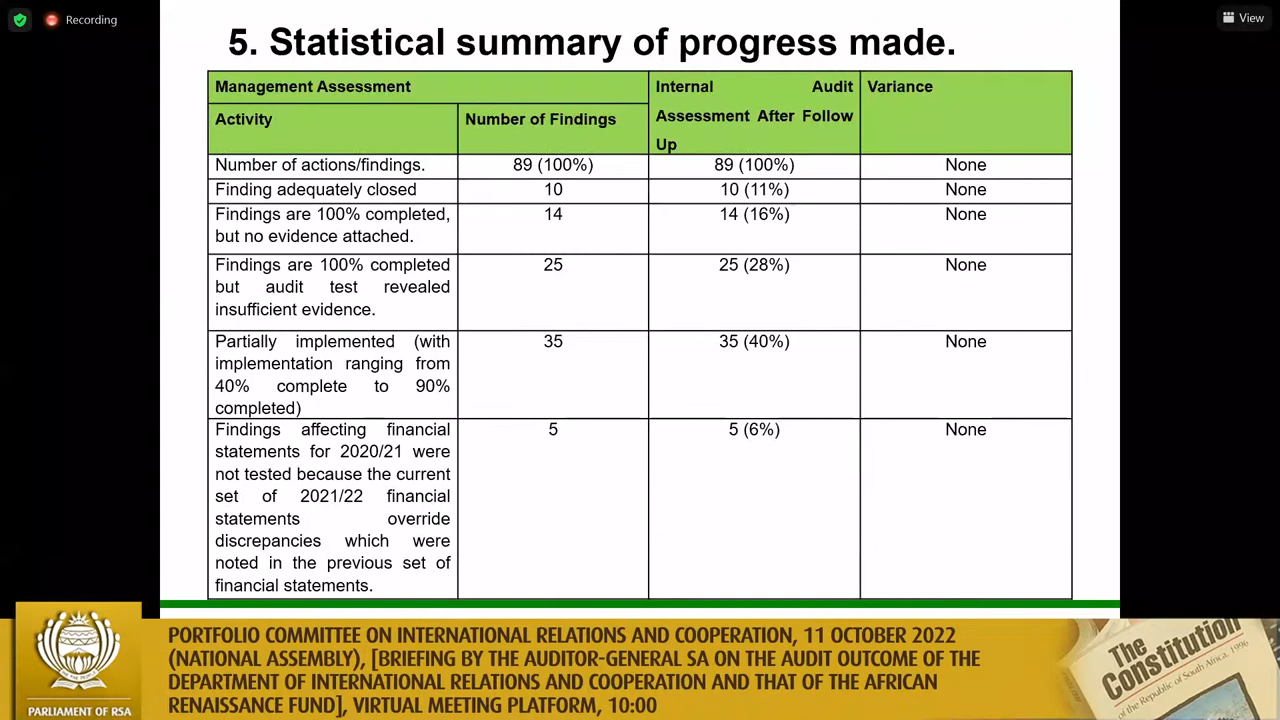 Recording
View
5. Statistical summary of progress made.
Management Assessment
Internal Audit
Assessment After Follow
Up
Variance
Activity
Number of Findings
Number of actions/findings.
89 (100%)
89 (100%)
None
Finding adequately closed
10
10 (11%)
None
Findings are 100% completed,
but no evidence attached.
14
14 (16%)
None
Findings are 100% completed
but audit test revealed
insufficient evidence.
25
25 (28%)
None
Partially implemented (with
implementation ranging from
40% complete to 90%
completed)
35
35 (40%)
None
Findings affecting financial
statements for 2020/21 were
not tested because the current
set of 2021/22 financial
statements override
discrepancies which were
noted in the previous set of
financial statements.
5
5 (6%)
None
PORTFOLIO COMMITTEE ON INTERNATIONAL RELATIONS AND COOPERATION, 11 OCTOBER 2022
(NATIONAL ASSEMBLY), [BRIEFING BY THE AUDITOR-GENERAL SA ON THE AUDIT OUTCOME OF THE
DEPARTMENT OF INTERNATIONAL RELATIONS AND COOPERATION AND THAT OF THE AFRICAN
RENAISSANCE FUND], VIRTUAL MEETING PLATFORM, 10:00
PARLIAMENT OF RSA
The
Constitution
of the Republic of South Africa, 1996